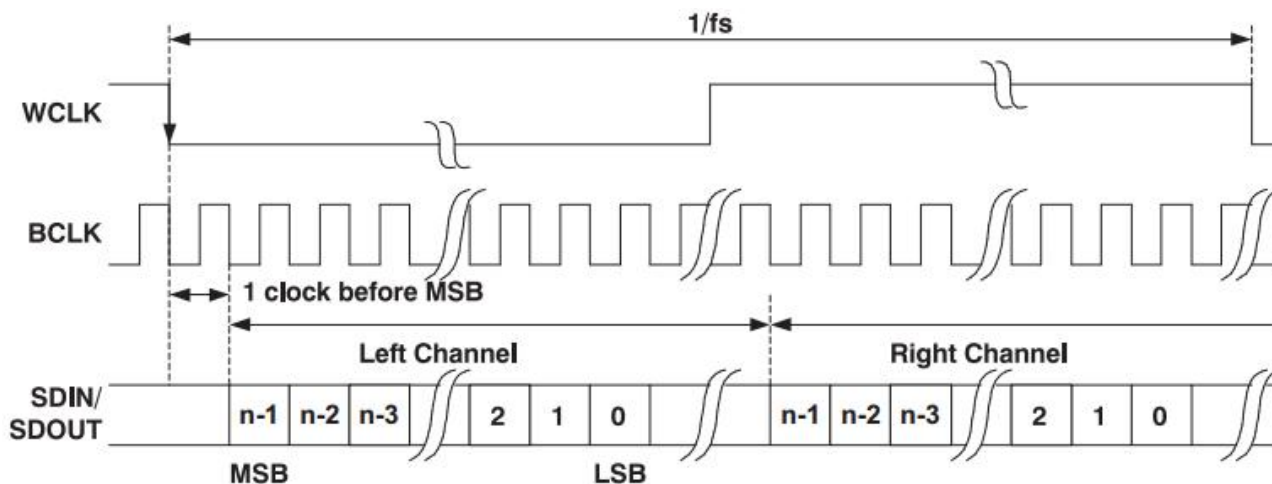 1/fs
WCLK
BCLK
1 clock before MSB
Left Channel
Right Channel
SDIN/
SDOUT
n-1 n-2 n-3 2 1 0 n-1 n-2 n-3 2 1 0
MSB LSB